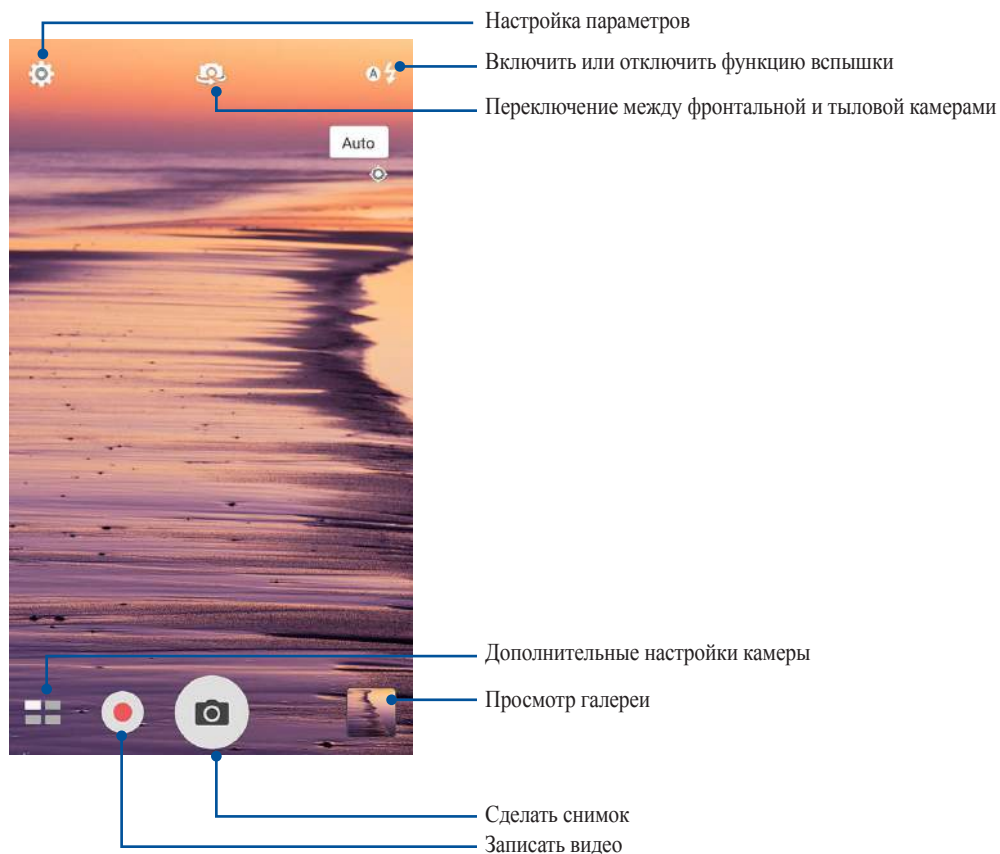 Настройка параметров
Включить или отключить функцию вспышки
Переключение между фронтальной и тыловой камерами
A
Auto
Дополнительные настройки камеры
Просмотр галереи
Сделать снимок
Записать видео